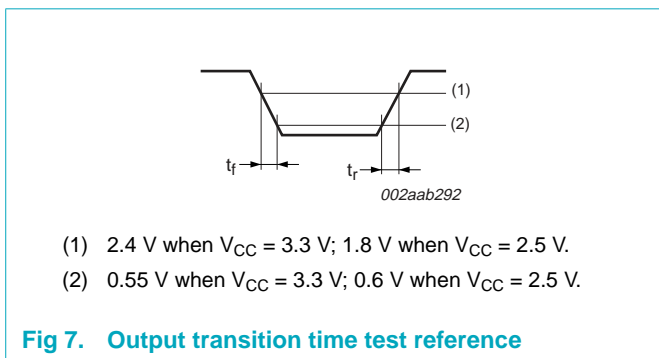 (1)
(2)
tf
tr
002aab292
(1) 2.4 V when VCC = 3.3 V; 1.8 V when VCC = 2.5 V.
(2) 0.55 V when VCC = 3.3 V; 0.6 V when VCC = 2.5 V.
Fig 7. Output transition time test reference